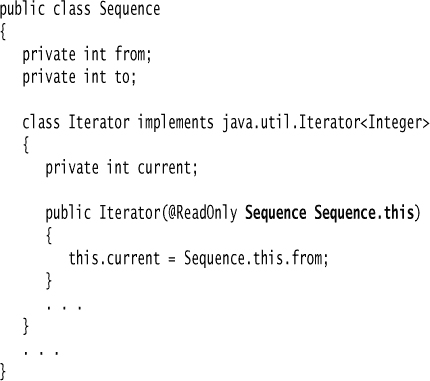 public class Sequence
{
   private int from;
   private int to;

   class Iterator implements java.util.Iterator<Integer>
   {
      private int current;

      public Iterator(@ReadOnly Sequence Sequence.this)
      {
         this.current = Sequence.this.from;
      }
      . . .
   }
   . . .
}